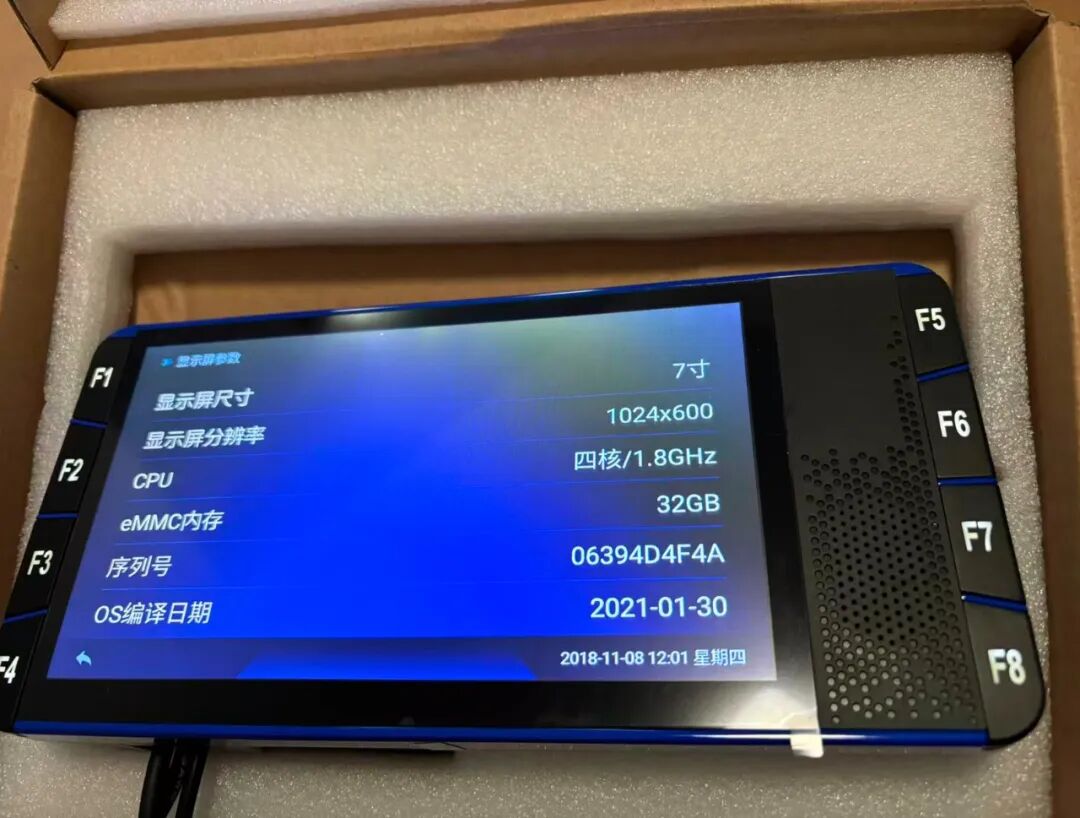 显示屏参数
显示屏尺寸 7寸
显示屏分辨率 1024x600
CPU 四核/1.8GHz
eMMC内存 32GB
序列号 06394D4F4A
OS编译日期 2021-01-30
2018-11-08 12:01 星期四
F1
F2
F3
F4
F5
F6
F7
F8